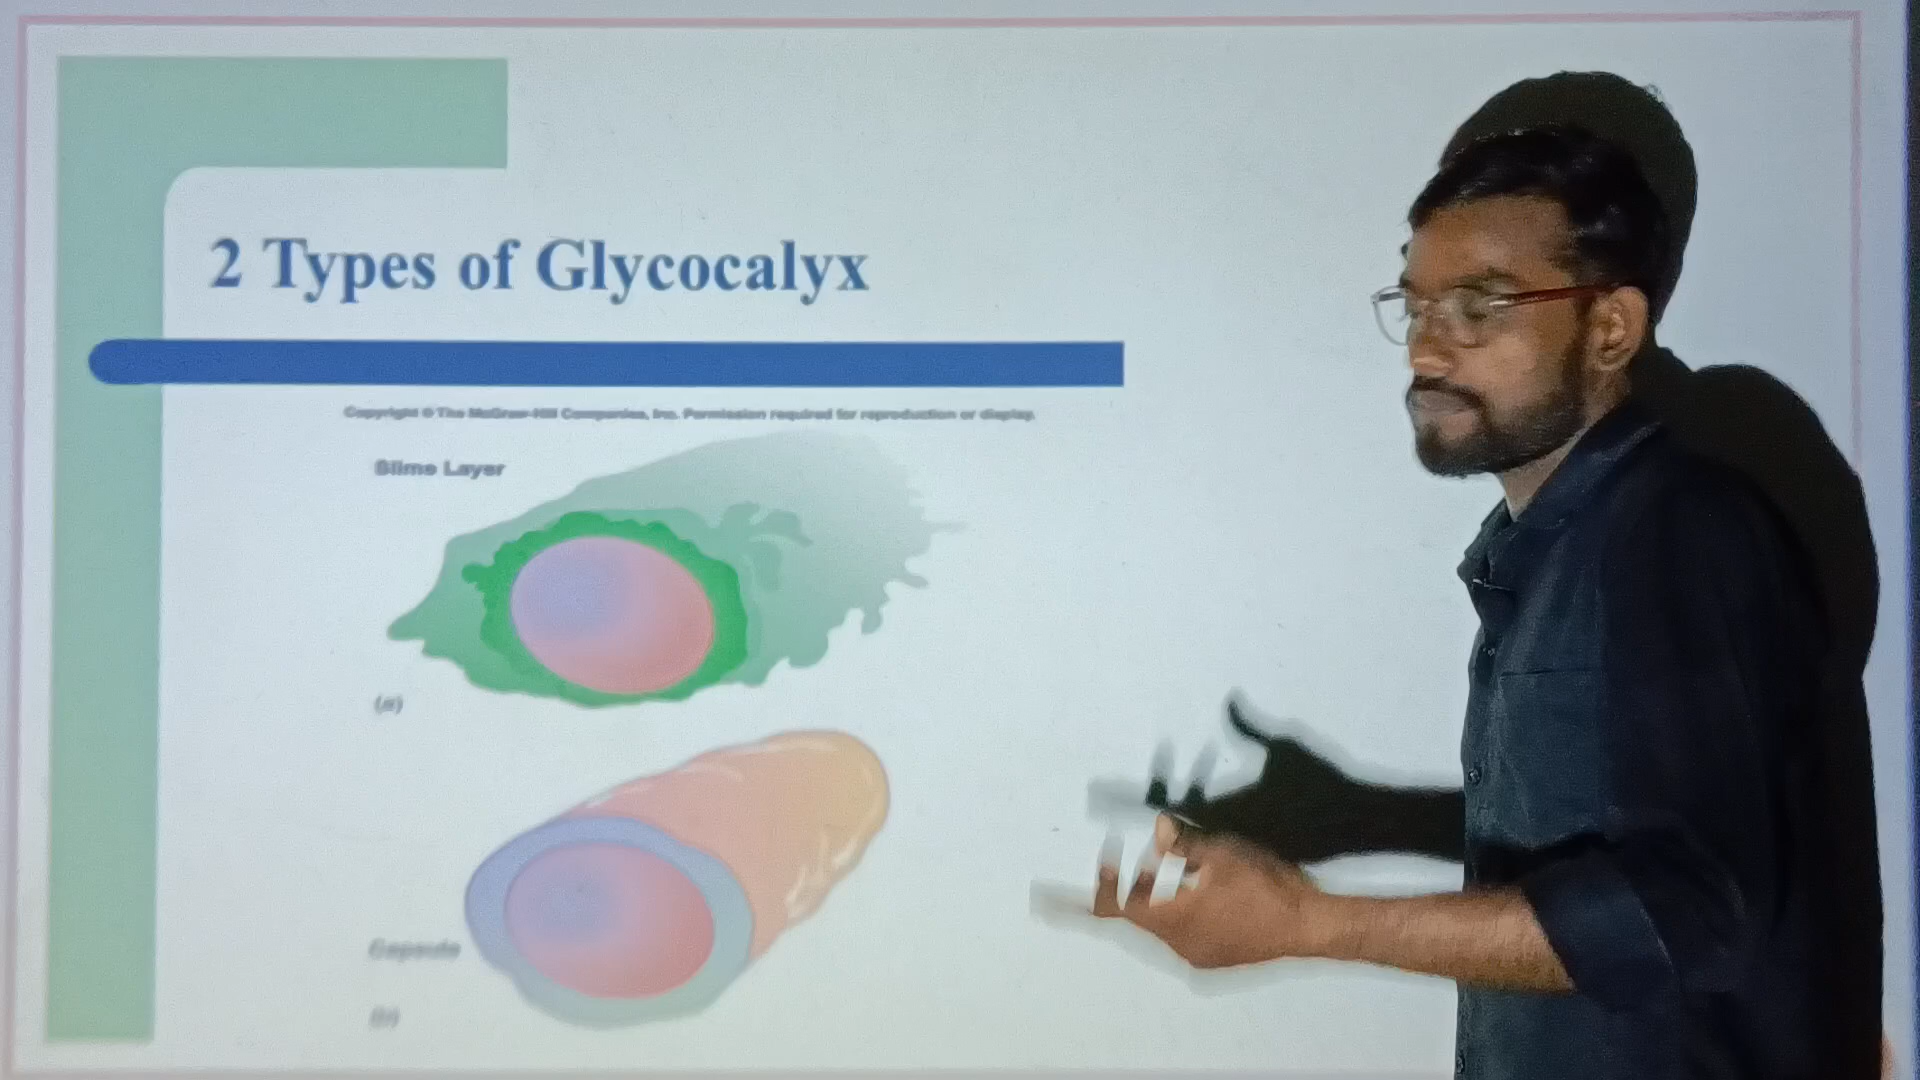 2 Types of Glycocalyx
Copyright © The McGraw-Hill Companies, Inc. Permission required for reproduction or display.
Slime Layer
(a)
Capsule
(b)